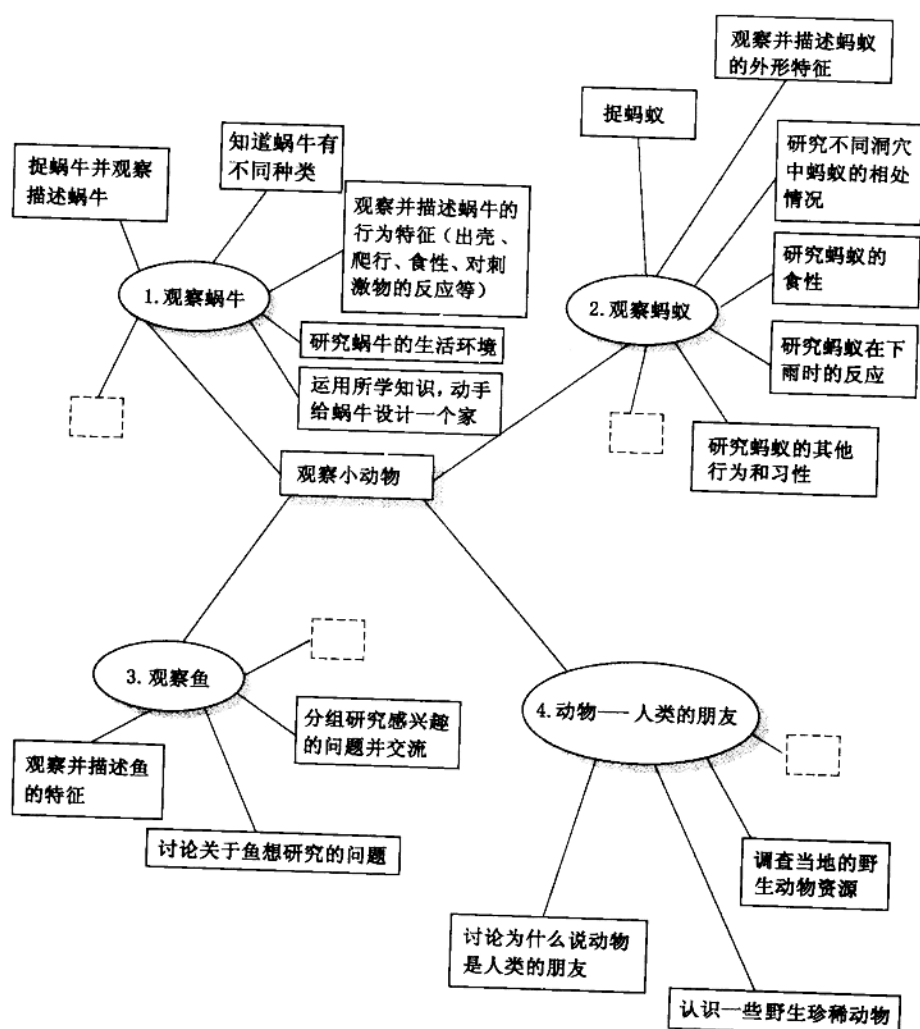 观察并描述蚂蚁
的外形特征
捉蚂蚁
知道蜗牛有
不同种类
捉蜗牛并观察
描述蜗牛
研究不同洞穴
中蚂蚁的相处
情况
观察并描述蜗牛的
行为特征（出壳、
爬行、食性、对刺
激物的反应等）
1.观察蜗牛
2.观察蚂蚁
研究蚂蚁的
食性
研究蜗牛的生活环境
研究蚂蚁在下
雨时的反应
运用所学知识，动手
给蜗牛设计一个家
研究蚂蚁的其他
行为和习性
观察小动物
3.观察鱼
4.动物——人类的朋友
分组研究感兴趣
的问题并交流
观察并描述鱼
的特征
讨论关于鱼想研究的问题
调查当地的野
生动物资源
讨论为什么说动物
是人类的朋友
认识一些野生珍稀动物